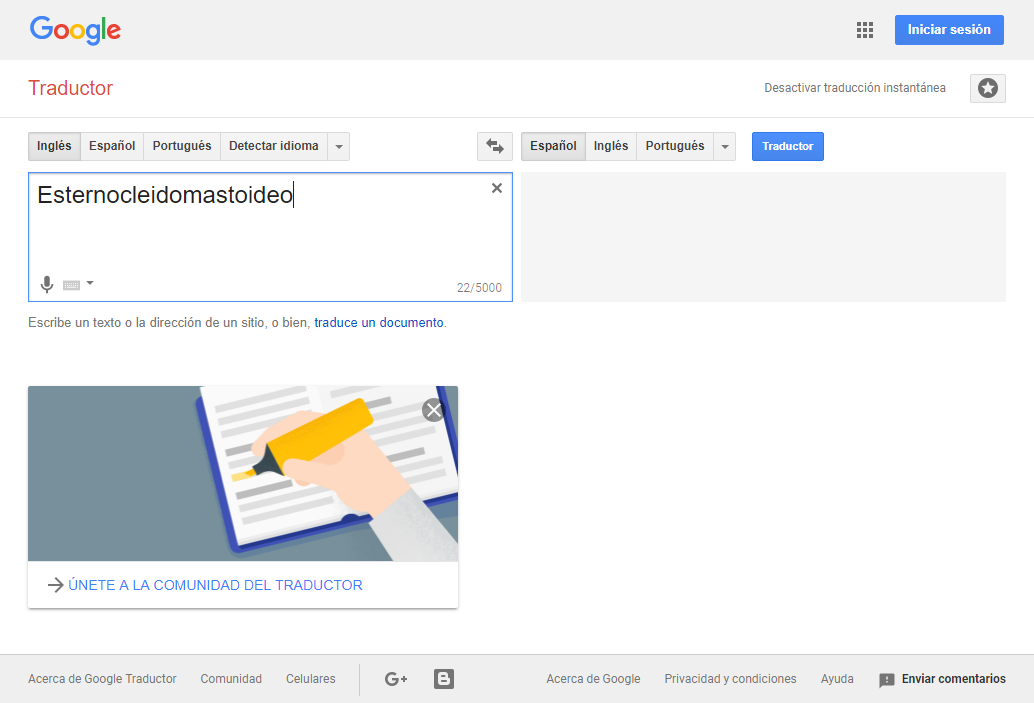 Google
Iniciar sesión
Traductor
Desactivar traducción instantánea
Inglés Español Portugués Detectar idioma
Español Inglés Portugués Traductor
Esternocleidomastoideo
22/5000
Escribe un texto o la dirección de un sitio, o bien, traduce un documento.
ÚNETE A LA COMUNIDAD DEL TRADUCTOR
Acerca de Google Traductor Comunidad Celulares G+ B Acerca de Google Privacidad y condiciones Ayuda Enviar comentarios